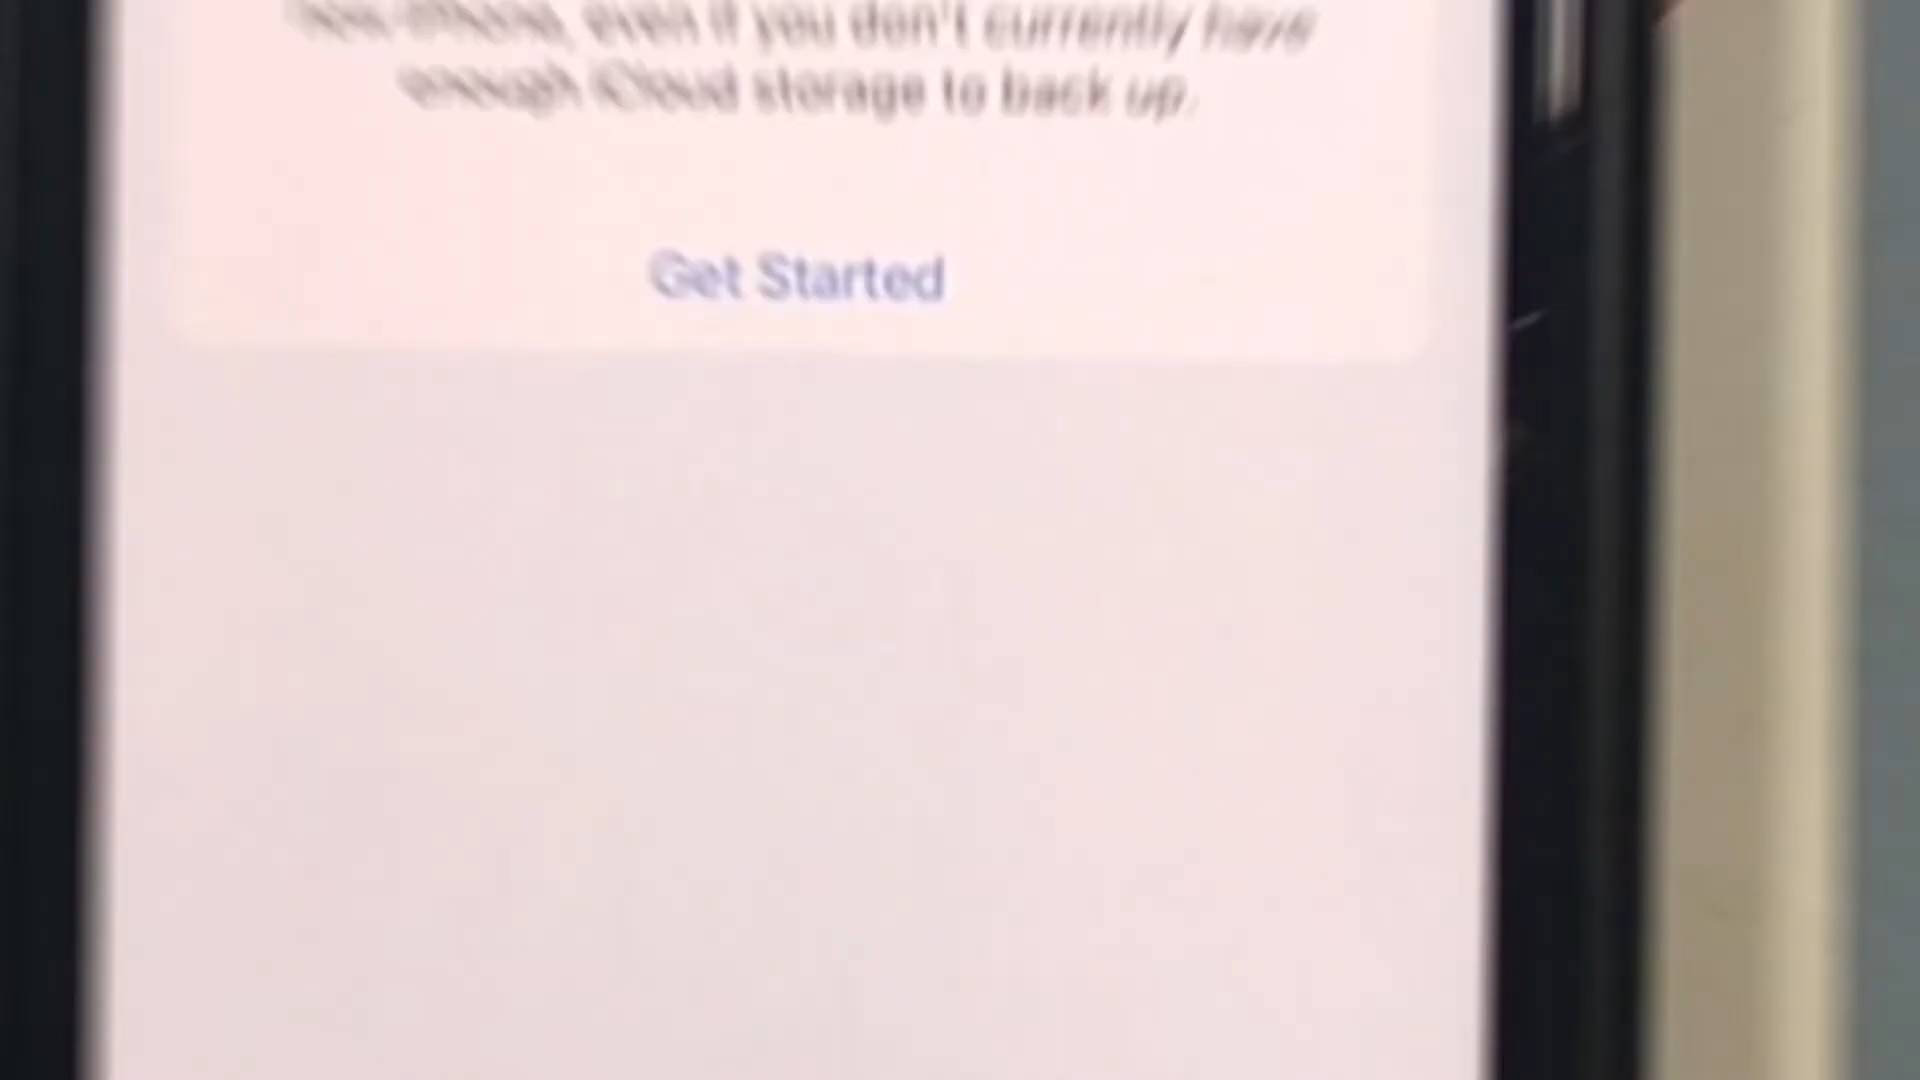 new iPhone, even if you don't currently have
enough iCloud storage to back up.
Get Started